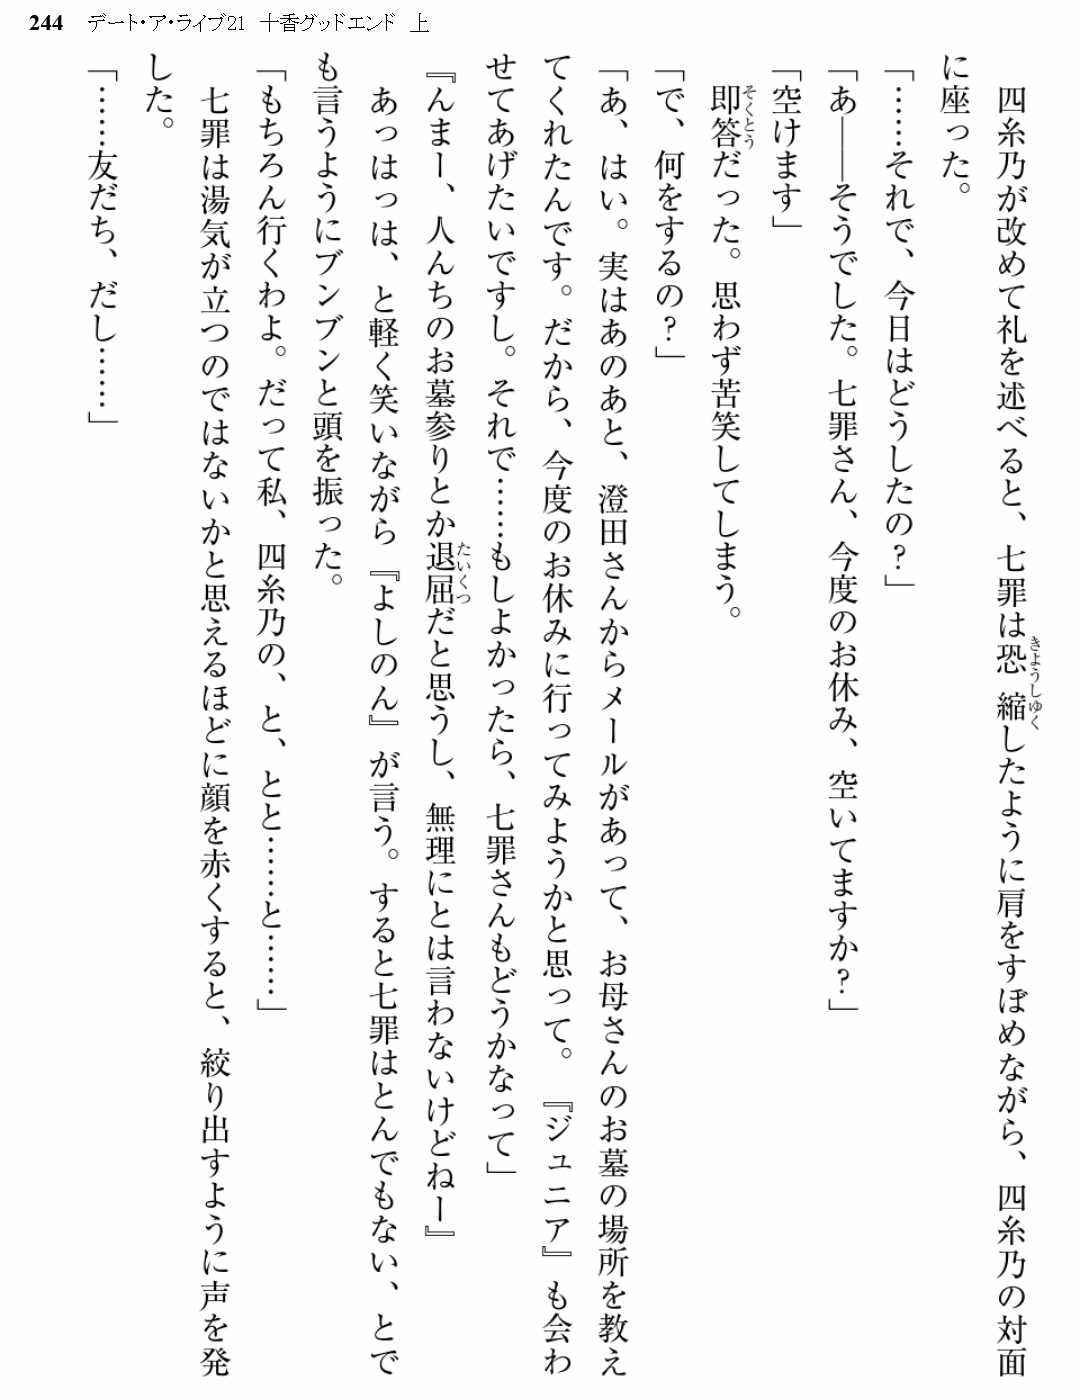 244 デート・ア・ライブ21 十香グッドエンド 上
四糸乃が改めて礼を述べると、七罪は恐縮したように肩をすぼめながら、四糸乃の対面
きょうしゅく
に座った。
「……それで、今日はどうしたの？」
「あ――そうでした。七罪さん、今度のお休み、空いてますか？」
「空けます」
即答だった。思わず苦笑してしまう。
そくとう
「で、何をするの？」
「あ、はい。実はあのあと、澄田さんからメールがあって、お母さんのお墓の場所を教え
てくれたんです。だから、今度のお休みに行ってみようかと思って。『ジュニア』も会わ
せてあげたいですし。それで……もしよかったら、七罪さんもどうかなって」
『んまー、人んちのお墓参りとか退屈だと思うし、無理にとは言わないけどねー』
たいくつ
あっはっは、と軽く笑いながら『よしのん』が言う。すると七罪はとんでもない、とで
も言うようにブンブンと頭を振った。
「もちろん行くわよ。だって私、四糸乃の、と、とと……と……」
七罪は湯気が立つのではないかと思えるほどに顔を赤くすると、絞り出すように声を発
した。
「……友だち、だし……」